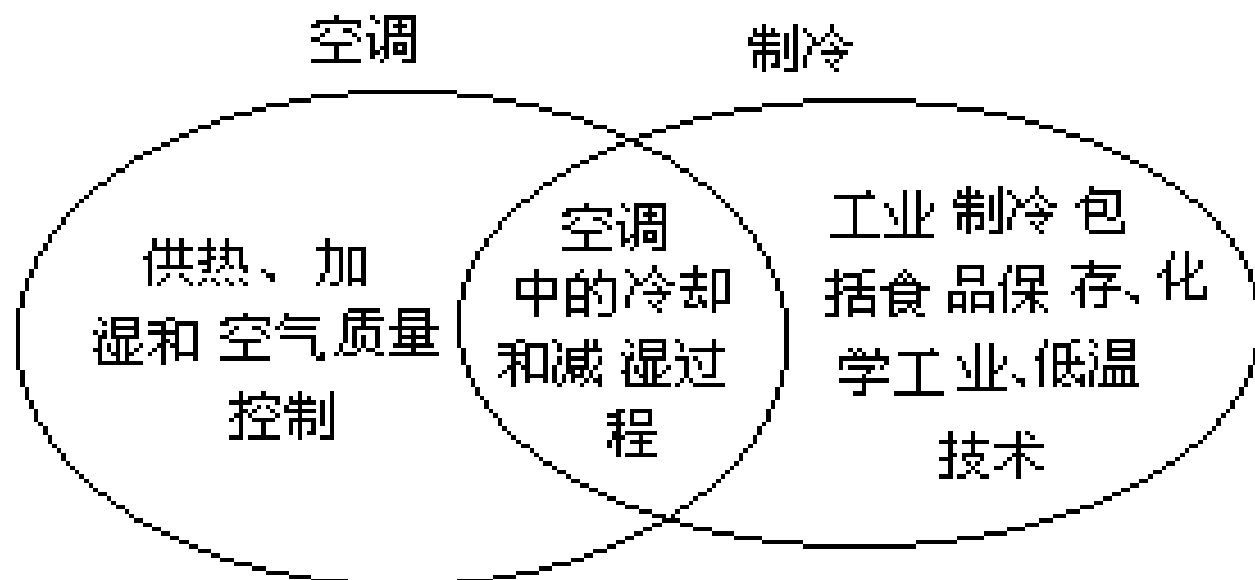 空调
制冷
供热、加
湿和空气质量
控制
空调
中的冷却
和减湿过
程
工业制冷包
括食品保存、化
学工业、低温
技术